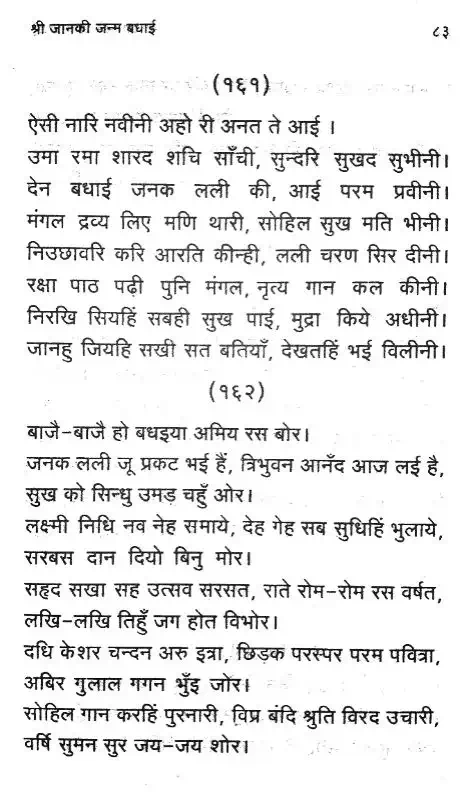 श्री जानकी जन्म बधाई ८३
(१६१)
ऐसी नारि नवीनी अहो री अनत ते आई ।
उमा रमा शारद शचि साँची, सुन्दरि सुखद सुभीनी।
देन बधाई जनक लली की, आई परम प्रवीनी।
मंगल द्रव्य लिए मणि थारी, सोहिल सुख मति भीनी।
निउछावरि करि आरति कीन्ही, लली चरण सिर दीनी।
रक्षा पाठ पढ़ी पुनि मंगल, नृत्य गान कल कीनी।
निरखि सियहिं सबही सुख पाई, मुद्रा किये अधीनी।
जानहु जियहि सखी सत बतियाँ, देखतहिं भई विलीनी।
(१६२)
बाजै-बाजै हो बधइया अमिय रस बोर।
जनक लली जू प्रकट भई हैं, त्रिभुवन आनँद आज लई है,
सुख को सिन्धु उमड़ चहुँ ओर।
लक्ष्मी निधि नव नेह समाये, देह गेह सब सुधिहिं भुलाये,
सरबस दान दियो बिनु मोर।
सहृद सखा सह उत्सव सरसत, राते रोम-रोम रस वर्षत,
लखि-लखि तिहुँ जग होत विभोर।
दधि केशर चन्दन अरु इत्रा, छिड़क परस्पर परम पवित्रा,
अबिर गुलाल गगन भुँइ जोर।
सोहिल गान करहिं पुरनारी, विप्र बंदि श्रुति विरद उचारी,
वर्षि सुमन सुर जय-जय शोर।